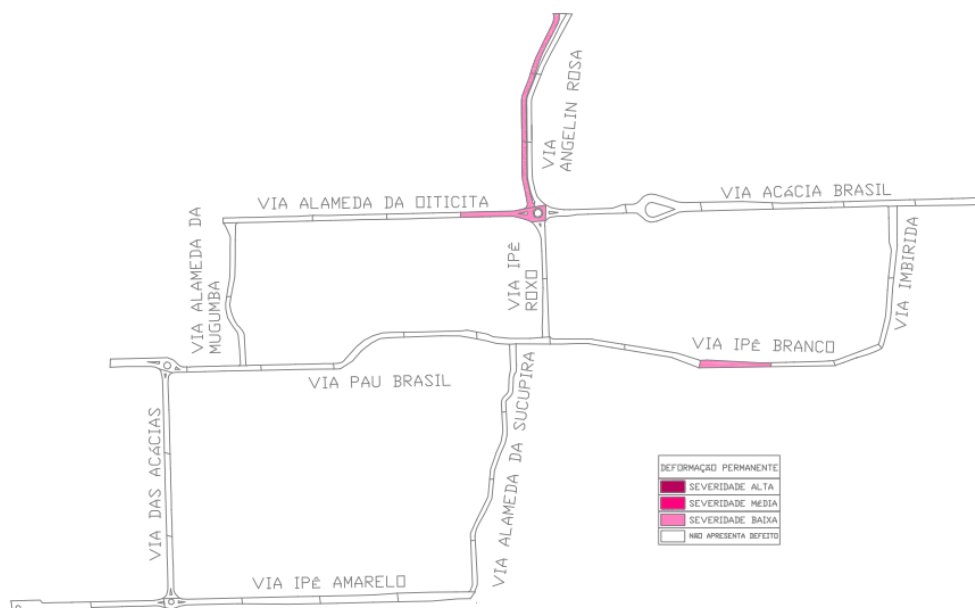 VIA
ANGELIN ROSA
VIA ACÁCIA BRASIL
VIA ALAMEDA DA OITICITA
VIA ALAMEDA DA
MUGUMBA
VIA IPÊ
ROXO
VIA IMBIRIDA
VIA IPÊ BRANCO
VIA PAU BRASIL
VIA ALAMEDA DA SUCUPIRA
VIA DAS ACÁCIAS
VIA IPÊ AMARELO
DEFORMAÇÃO PERMANENTE
SEVERIDADE ALTA
SEVERIDADE MÉDIA
SEVERIDADE BAIXA
NÃO APRESENTA DEFEITO